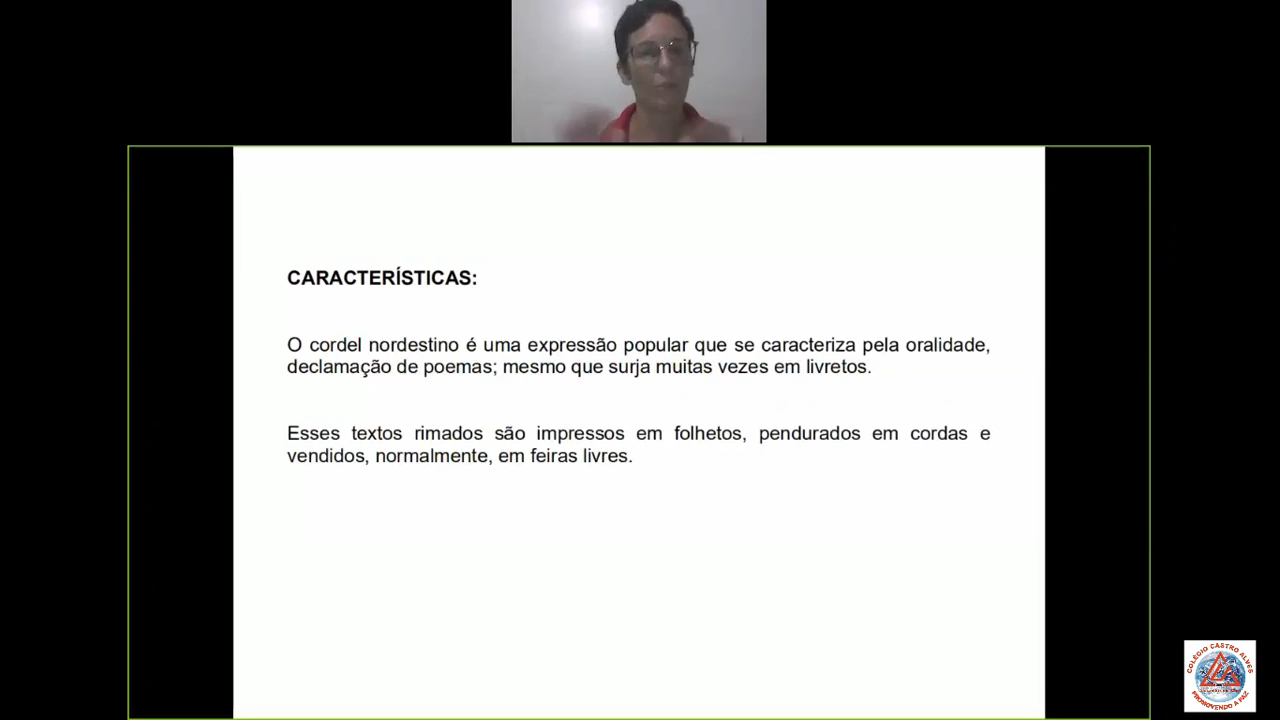 CARACTERÍSTICAS:
O cordel nordestino é uma expressão popular que se caracteriza pela oralidade,
declamação de poemas; mesmo que surja muitas vezes em livretos.
Esses textos rimados são impressos em folhetos, pendurados em cordas e
vendidos, normalmente, em feiras livres.
COLÉGIO CASTRO ALVES
PROMOVENDO A PAZ